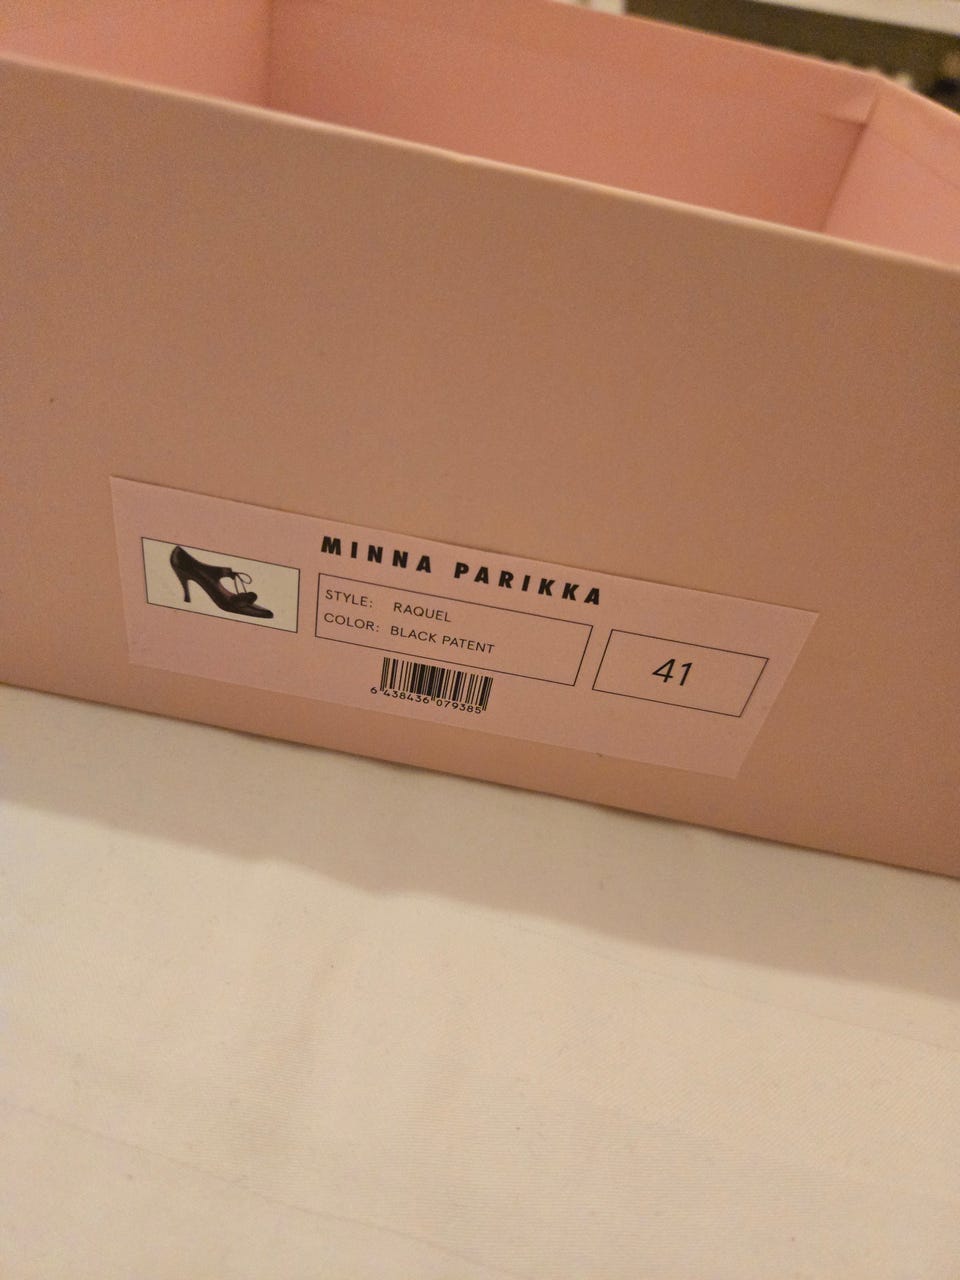 MINNA PARIKKA
STYLE: RAQUEL
COLOR: BLACK PATENT
41
6 438436 079385